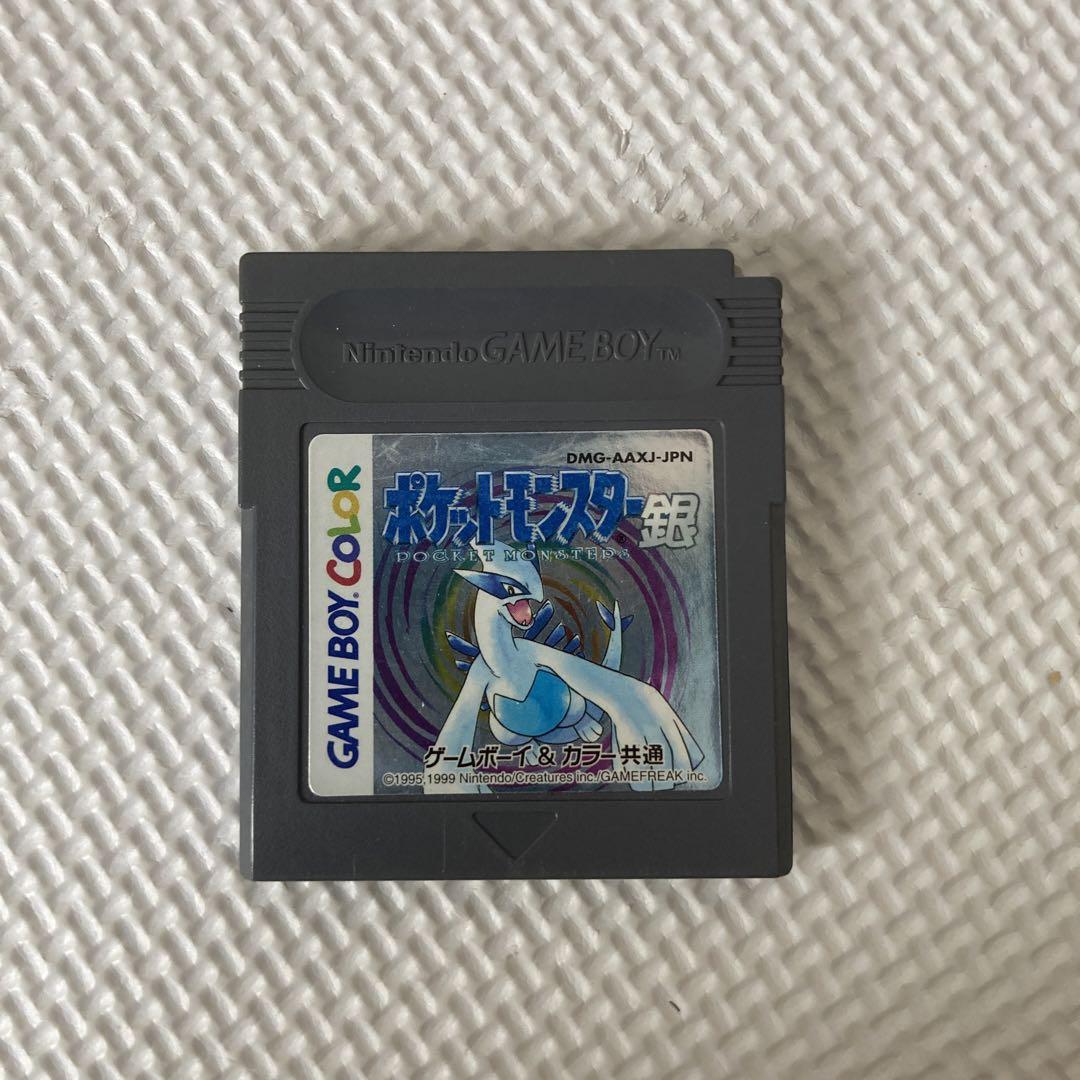 Nintendo GAME BOY TM
DMG-AAXJ-JPN
ポケットモンスター銀
POCKET MONSTERS
GAME BOY COLOR
ゲームボーイ & カラー共通
©1995,1999 Nintendo/Creatures inc./GAMEFREAK inc.